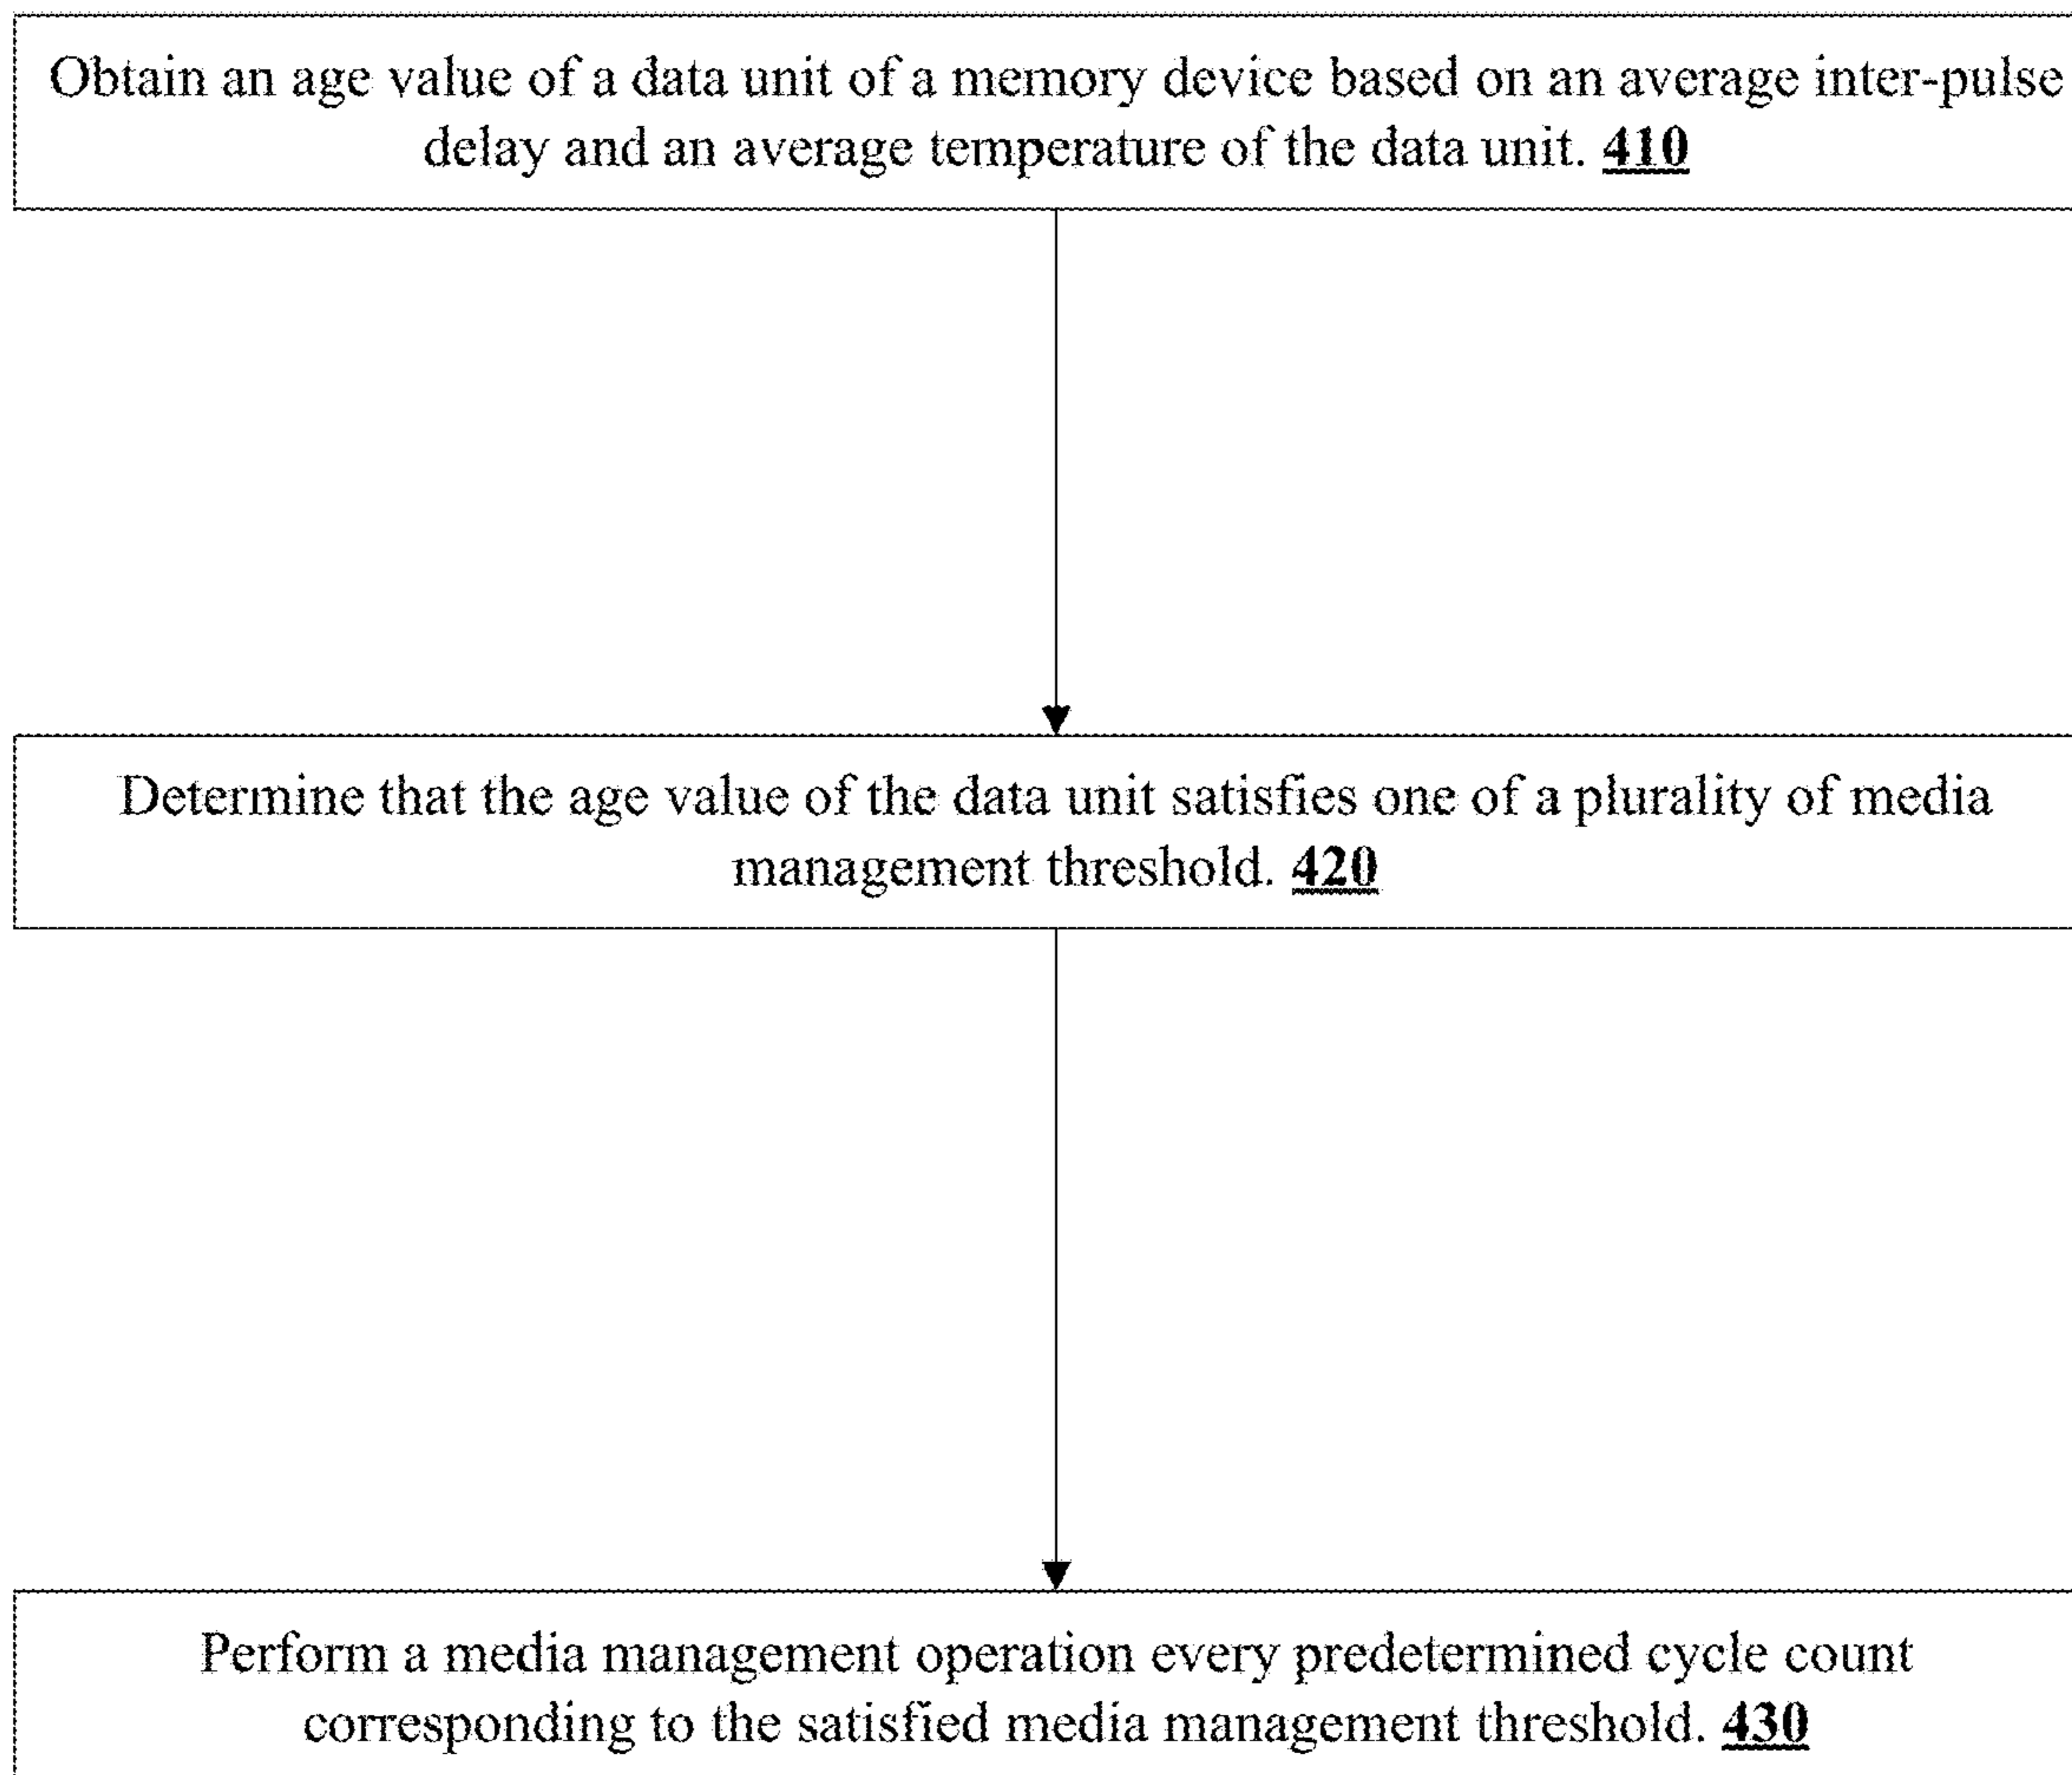 Obtain an age value of a data unit of a memory device based on an average inter-pulse
delay and an average temperature of the data unit. 410
Determine that the age value of the data unit satisfies one of a plurality of media
management threshold. 420
Perform a media management operation every predetermined cycle count
corresponding to the satisfied media management threshold. 430